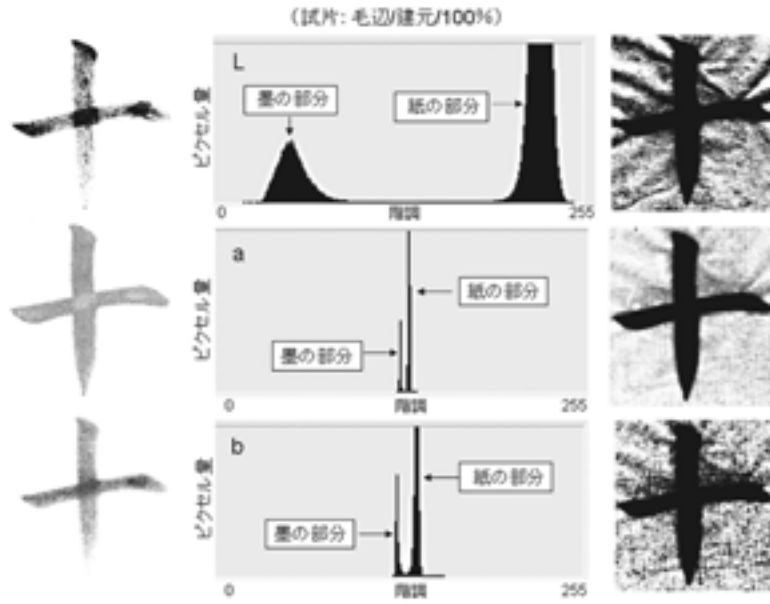 （試片: 毛辺/建元/100%）
L
墨の部分
紙の部分
ピクセル量
0
階調
255
a
紙の部分
墨の部分
ピクセル量
0
階調
255
b
紙の部分
墨の部分
ピクセル量
0
階調
255